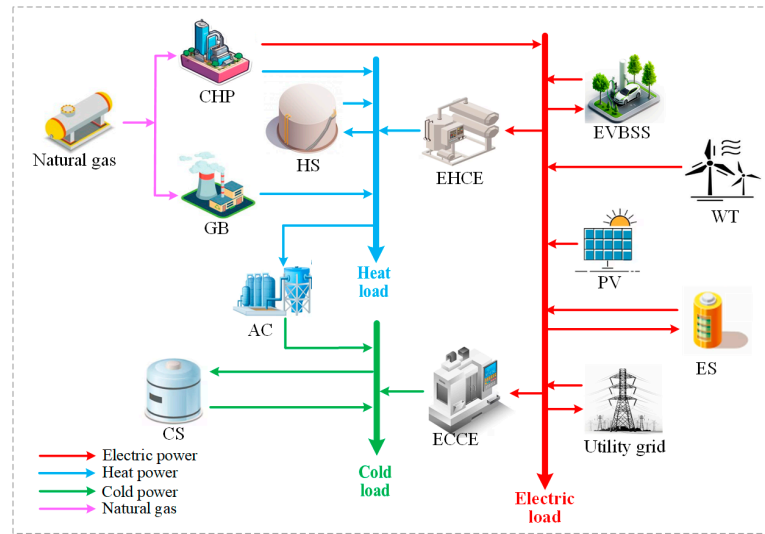 CHP
EVBSS
Natural gas
HS
EHCE
WT
GB
PV
Heat
load
AC
ES
CS
ECCE
Utility grid
Electric power
Heat power
Cold power
Natural gas
Cold
load
Electric
load